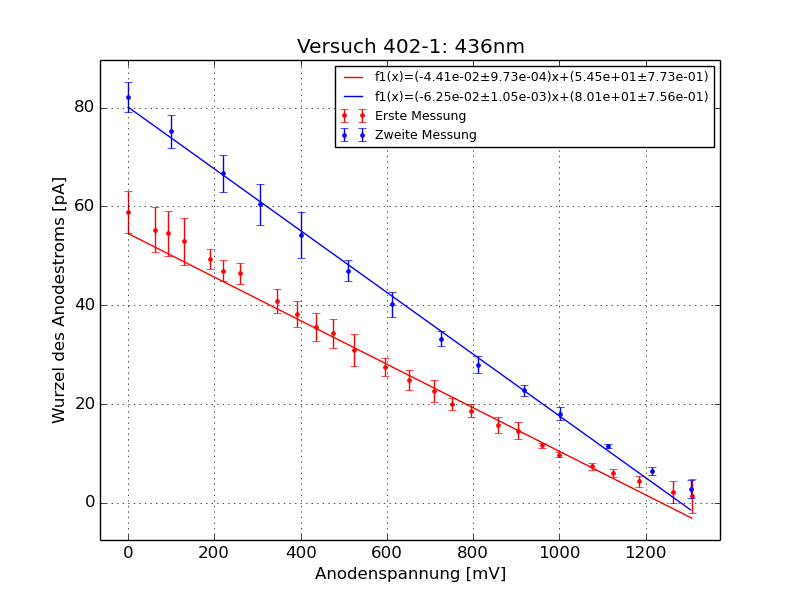 Versuch 402-1: 436nm
f1(x)=(-4.41e-02±9.73e-04)x+(5.45e+01±7.73e-01)
f1(x)=(-6.25e-02±1.05e-03)x+(8.01e+01±7.56e-01)
Erste Messung
Zweite Messung
Wurzel des Anodestroms [pA]
80
60
40
20
0
0 200 400 600 800 1000 1200
Anodenspannung [mV]